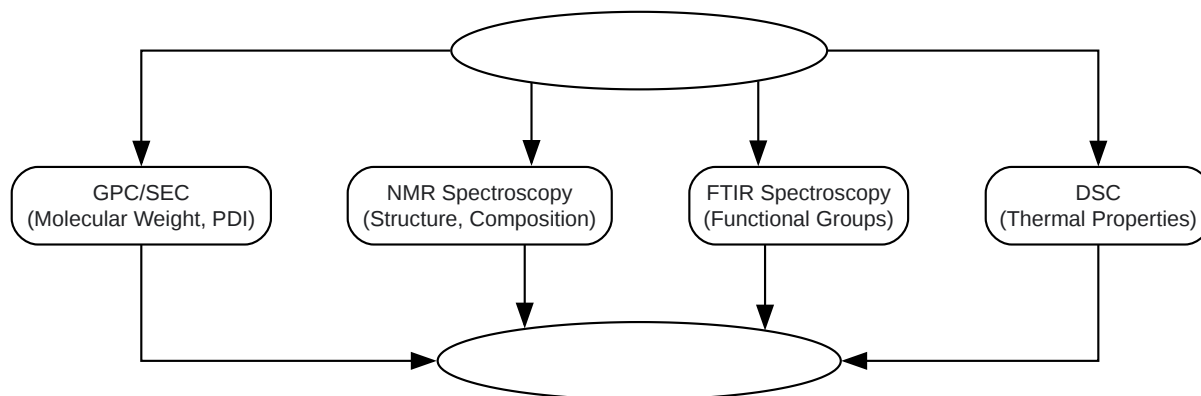 GPC/SEC
(Molecular Weight, PDI)
NMR Spectroscopy
(Structure, Composition)
FTIR Spectroscopy
(Functional Groups)
DSC
(Thermal Properties)